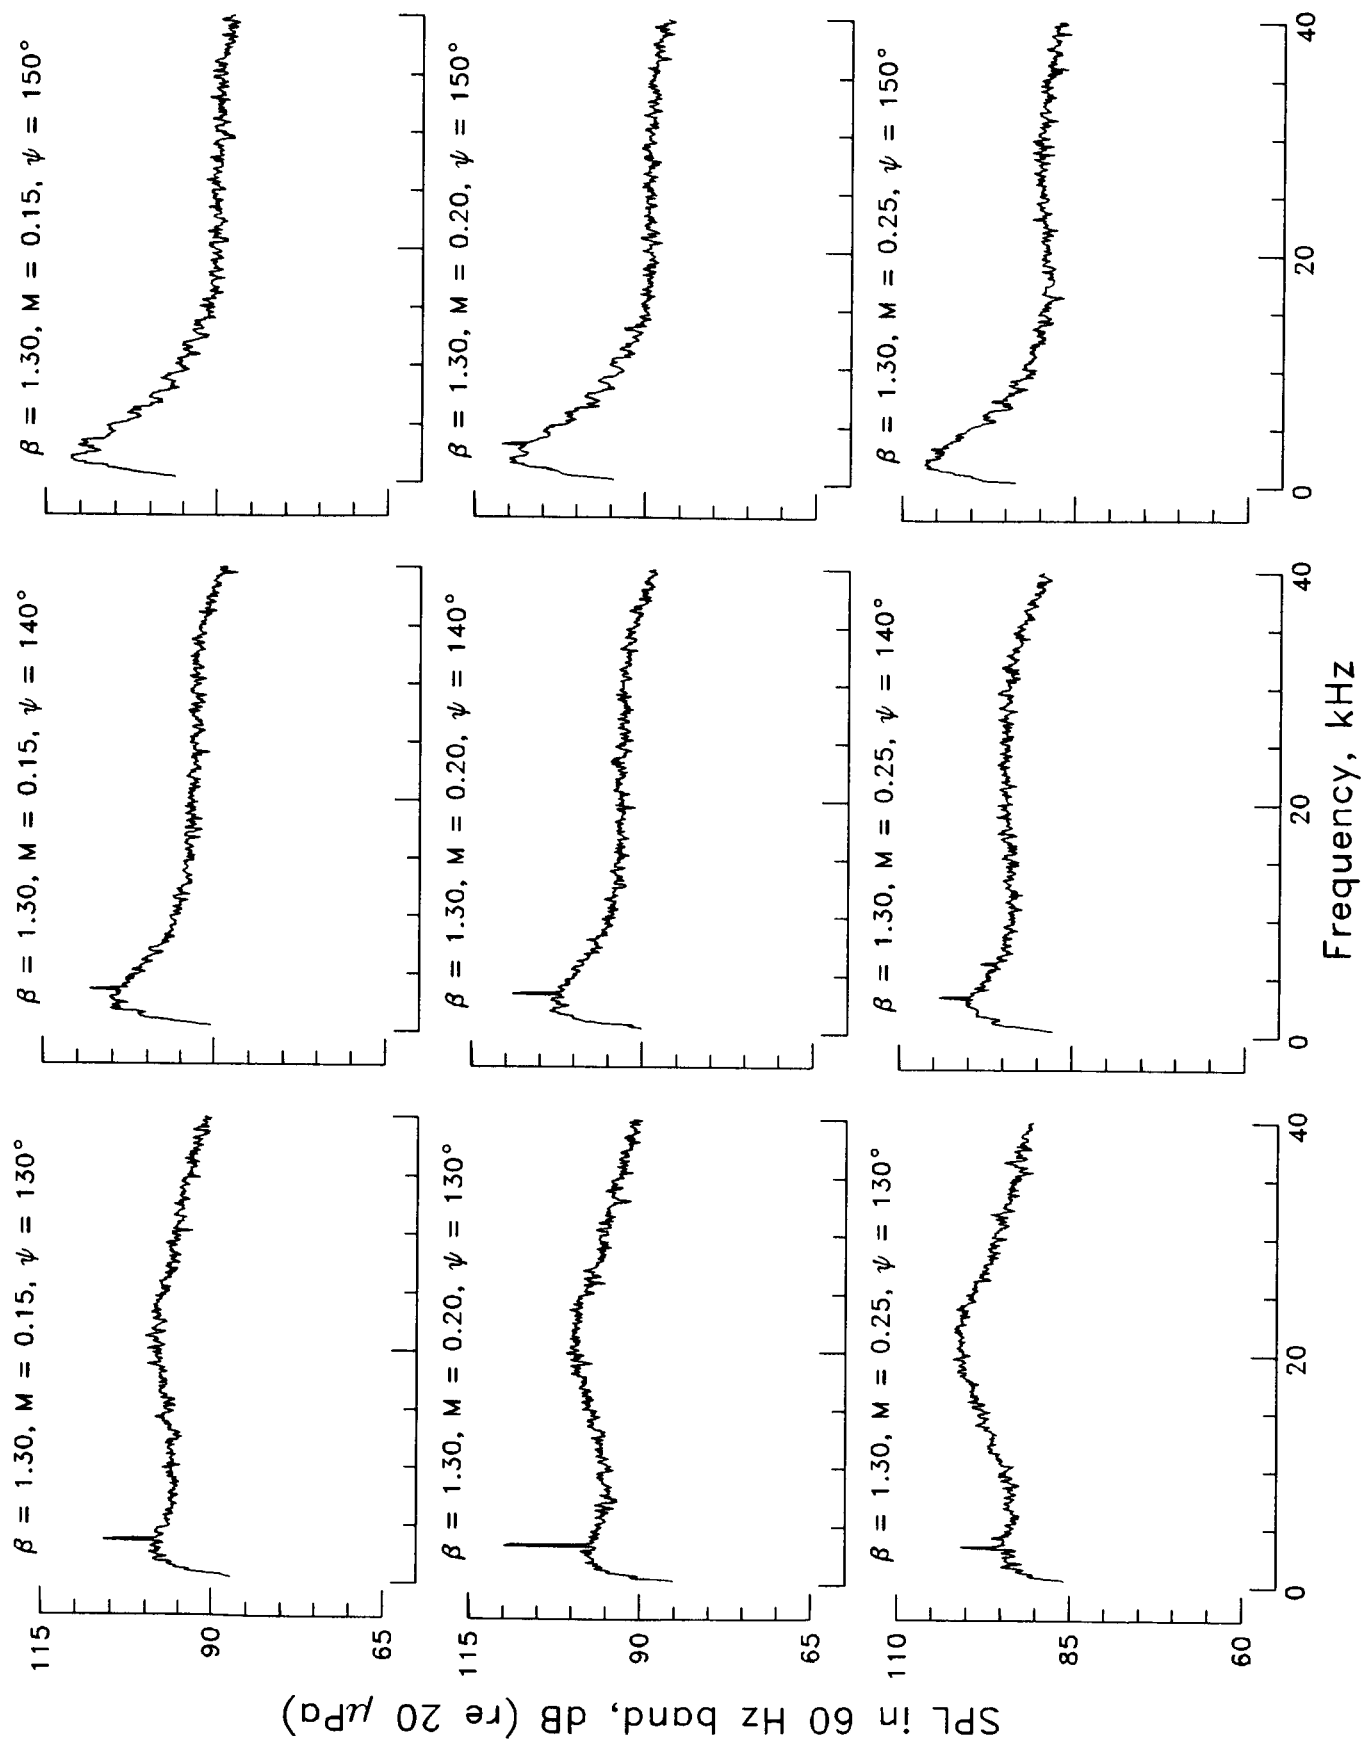 SPL in 60 Hz band, dB (re 20 μPa)
β = 1.30, M = 0.15, ψ = 130°
β = 1.30, M = 0.15, ψ = 140°
β = 1.30, M = 0.15, ψ = 150°
115
90
65
β = 1.30, M = 0.20, ψ = 130°
β = 1.30, M = 0.20, ψ = 140°
β = 1.30, M = 0.20, ψ = 150°
115
90
65
β = 1.30, M = 0.25, ψ = 130°
β = 1.30, M = 0.25, ψ = 140°
β = 1.30, M = 0.25, ψ = 150°
110
85
60
0 20 40
0 20 40
0 20 40
Frequency, kHz